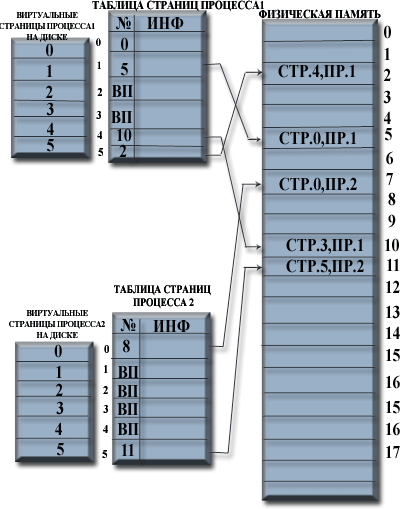 ТАБЛИЦА СТРАНИЦ ПРОЦЕССА1
ВИРТУАЛЬНЫЕ
СТРАНИЦЫ ПРОЦЕССА1
НА ДИСКЕ
0
1
2
3
4
5
№ ИНФ
0 0
1 5
2 ВП
3 ВП
4 10
5 2
ФИЗИЧЕСКАЯ ПАМЯТЬ
0
1
СТР.4,ПР.1 2
3
4
СТР.0,ПР.1 5
6
СТР.0,ПР.2 7
8
9
СТР.3,ПР.1 10
СТР.5,ПР.2 11
12
13
14
15
16
15
16
17
ТАБЛИЦА СТРАНИЦ
ПРОЦЕССА 2
ВИРТУАЛЬНЫЕ
СТРАНИЦЫ ПРОЦЕССА2
НА ДИСКЕ
0
1
2
3
4
5
№ ИНФ
0 8
1 ВП
2 ВП
3 ВП
4 ВП
5 11